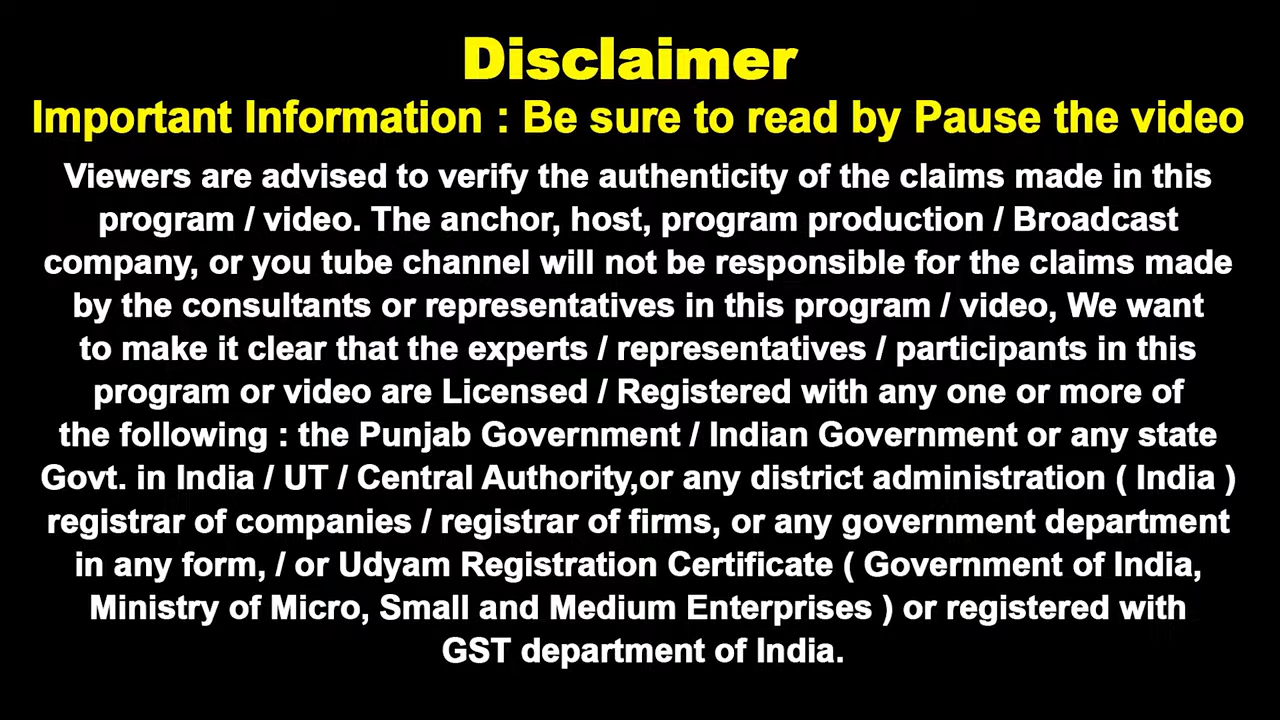 Disclaimer
Important Information : Be sure to read by Pause the video
Viewers are advised to verify the authenticity of the claims made in this
program / video. The anchor, host, program production / Broadcast
company, or you tube channel will not be responsible for the claims made
by the consultants or representatives in this program / video, We want
to make it clear that the experts / representatives / participants in this
program or video are Licensed / Registered with any one or more of
the following : the Punjab Government / Indian Government or any state
Govt. in India / UT / Central Authority,or any district administration ( India )
registrar of companies / registrar of firms, or any government department
in any form, / or Udyam Registration Certificate ( Government of India,
Ministry of Micro, Small and Medium Enterprises ) or registered with
GST department of India.